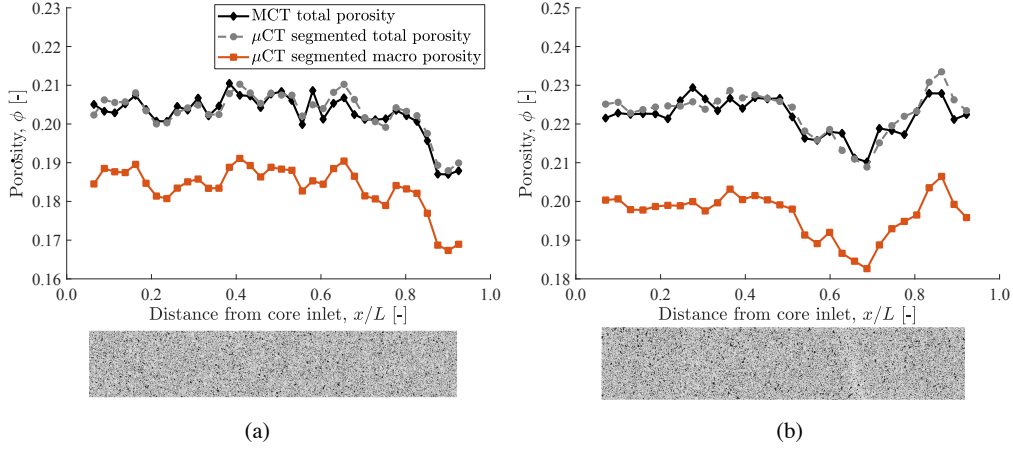 0.23
0.22
0.21
0.20
0.19
0.18
0.17
0.16
Porosity, ϕ [-]
MCT total porosity
μCT segmented total porosity
μCT segmented macro porosity
0.0 0.2 0.4 0.6 0.8 1.0
Distance from core inlet, x/L [-]
(a)
0.25
0.24
0.23
0.22
0.21
0.20
0.19
0.18
Porosity, ϕ [-]
0.0 0.2 0.4 0.6 0.8 1.0
Distance from core inlet, x/L [-]
(b)